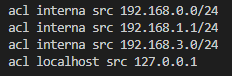 acl interna src 192.168.0.0/24
acl interna src 192.168.1.1/24
acl interna src 192.168.3.0/24
acl localhost src 127.0.0.1